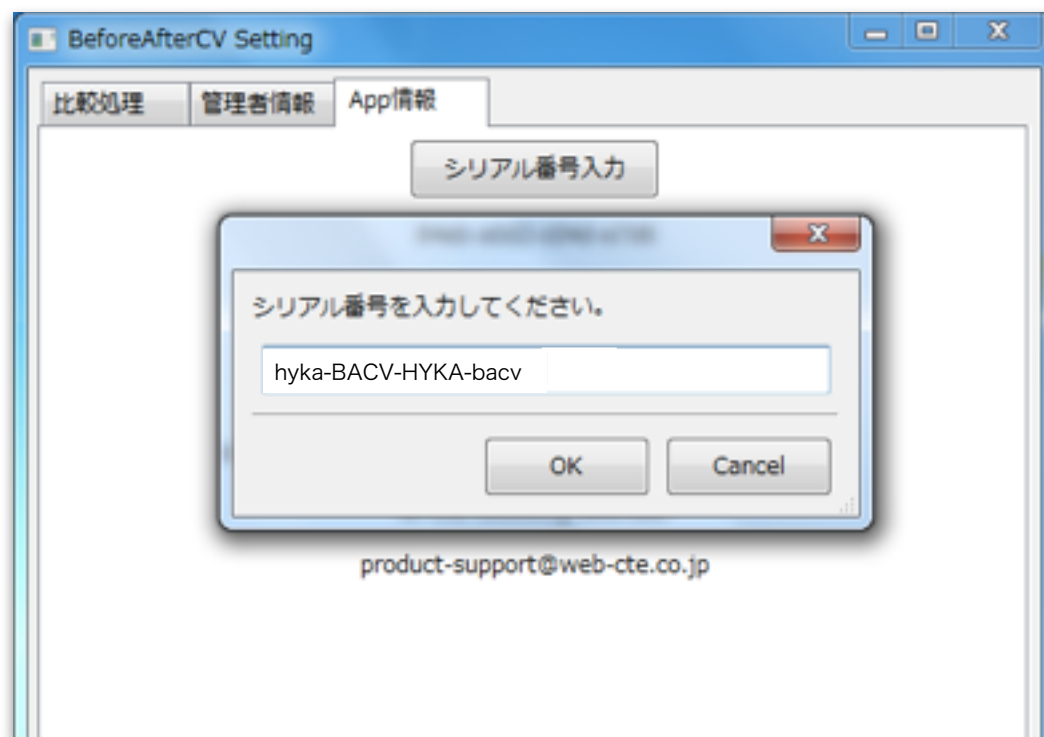 BeforeAfterCV Setting
比較処理 管理者情報 App情報
シリアル番号入力
シリアル番号を入力してください。
hyka-BACV-HYKA-bacv
OK Cancel
product-support@web-cte.co.jp